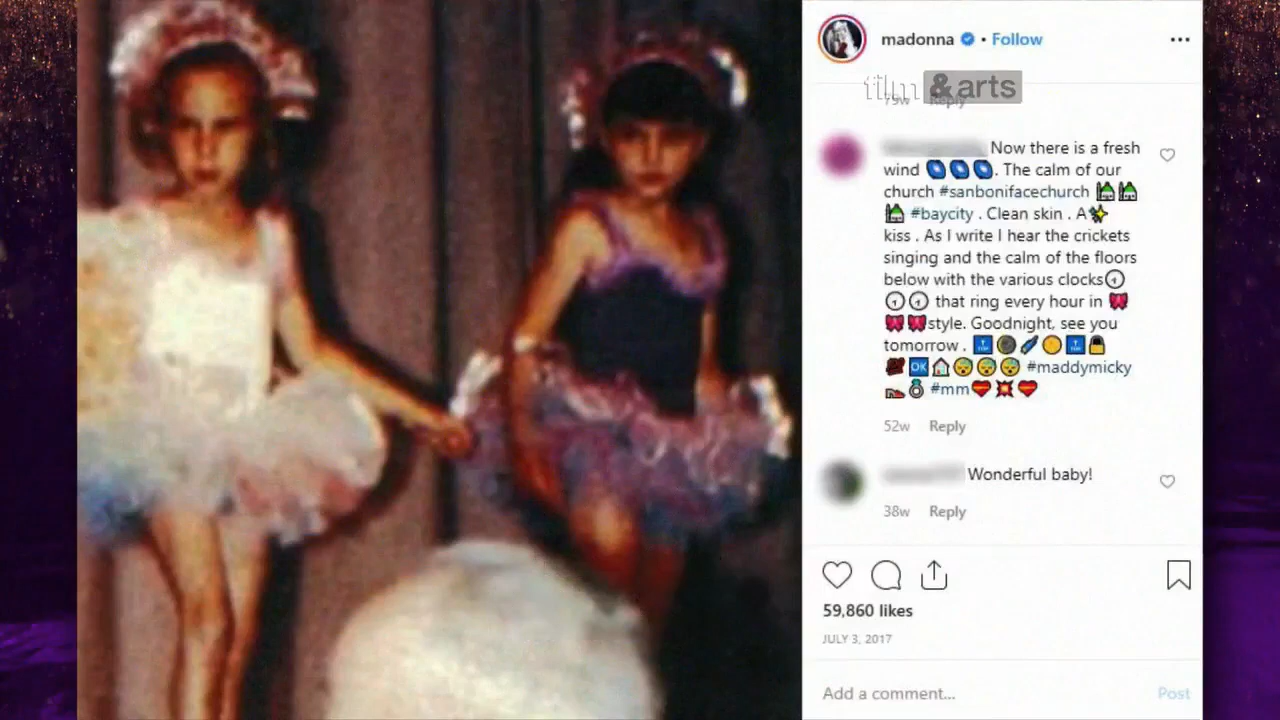 madonna • Follow
film & arts
79w Reply
Now there is a fresh
wind 🌀🌀🌀. The calm of our
church #sanbonifacechurch
#baycity . Clean skin . A✨
kiss . As I write I hear the crickets
singing and the calm of the floors
below with the various clocks
that ring every hour in
style. Goodnight, see you
tomorrow .
#maddymicky
#mm
52w Reply
Wonderful baby!
38w Reply
59,860 likes
JULY 3, 2017
Add a comment... Post